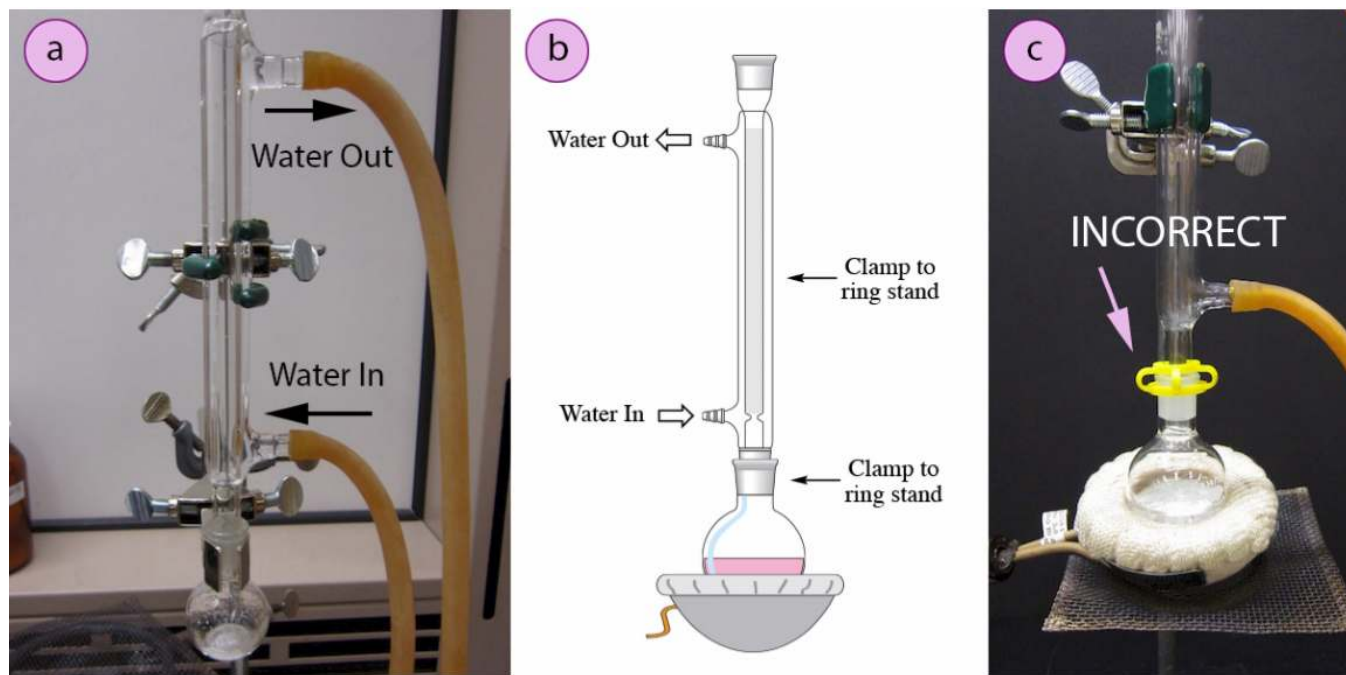 a
Water Out
Water In
b
Water Out
Clamp to
ring stand
Water In
Clamp to
ring stand
c
INCORRECT